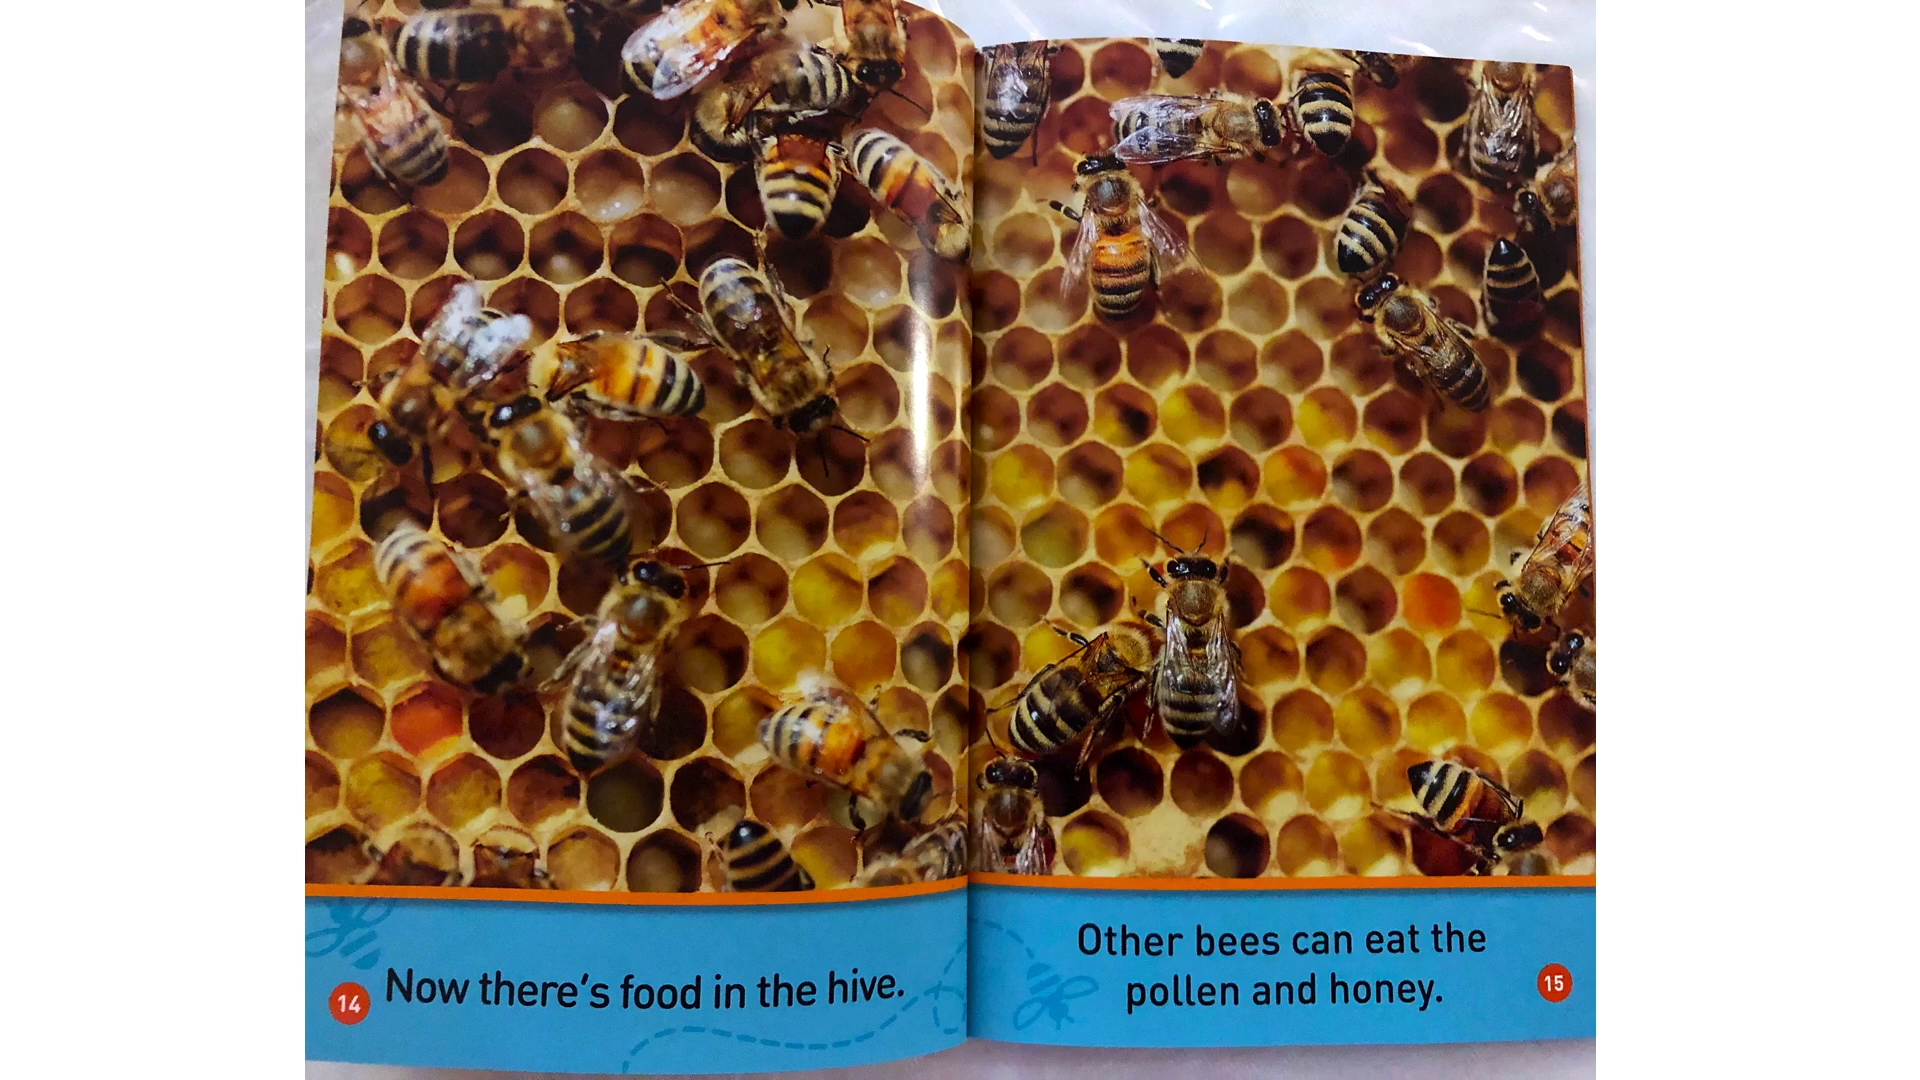 Now there's food in the hive.
14
Other bees can eat the
pollen and honey.
15